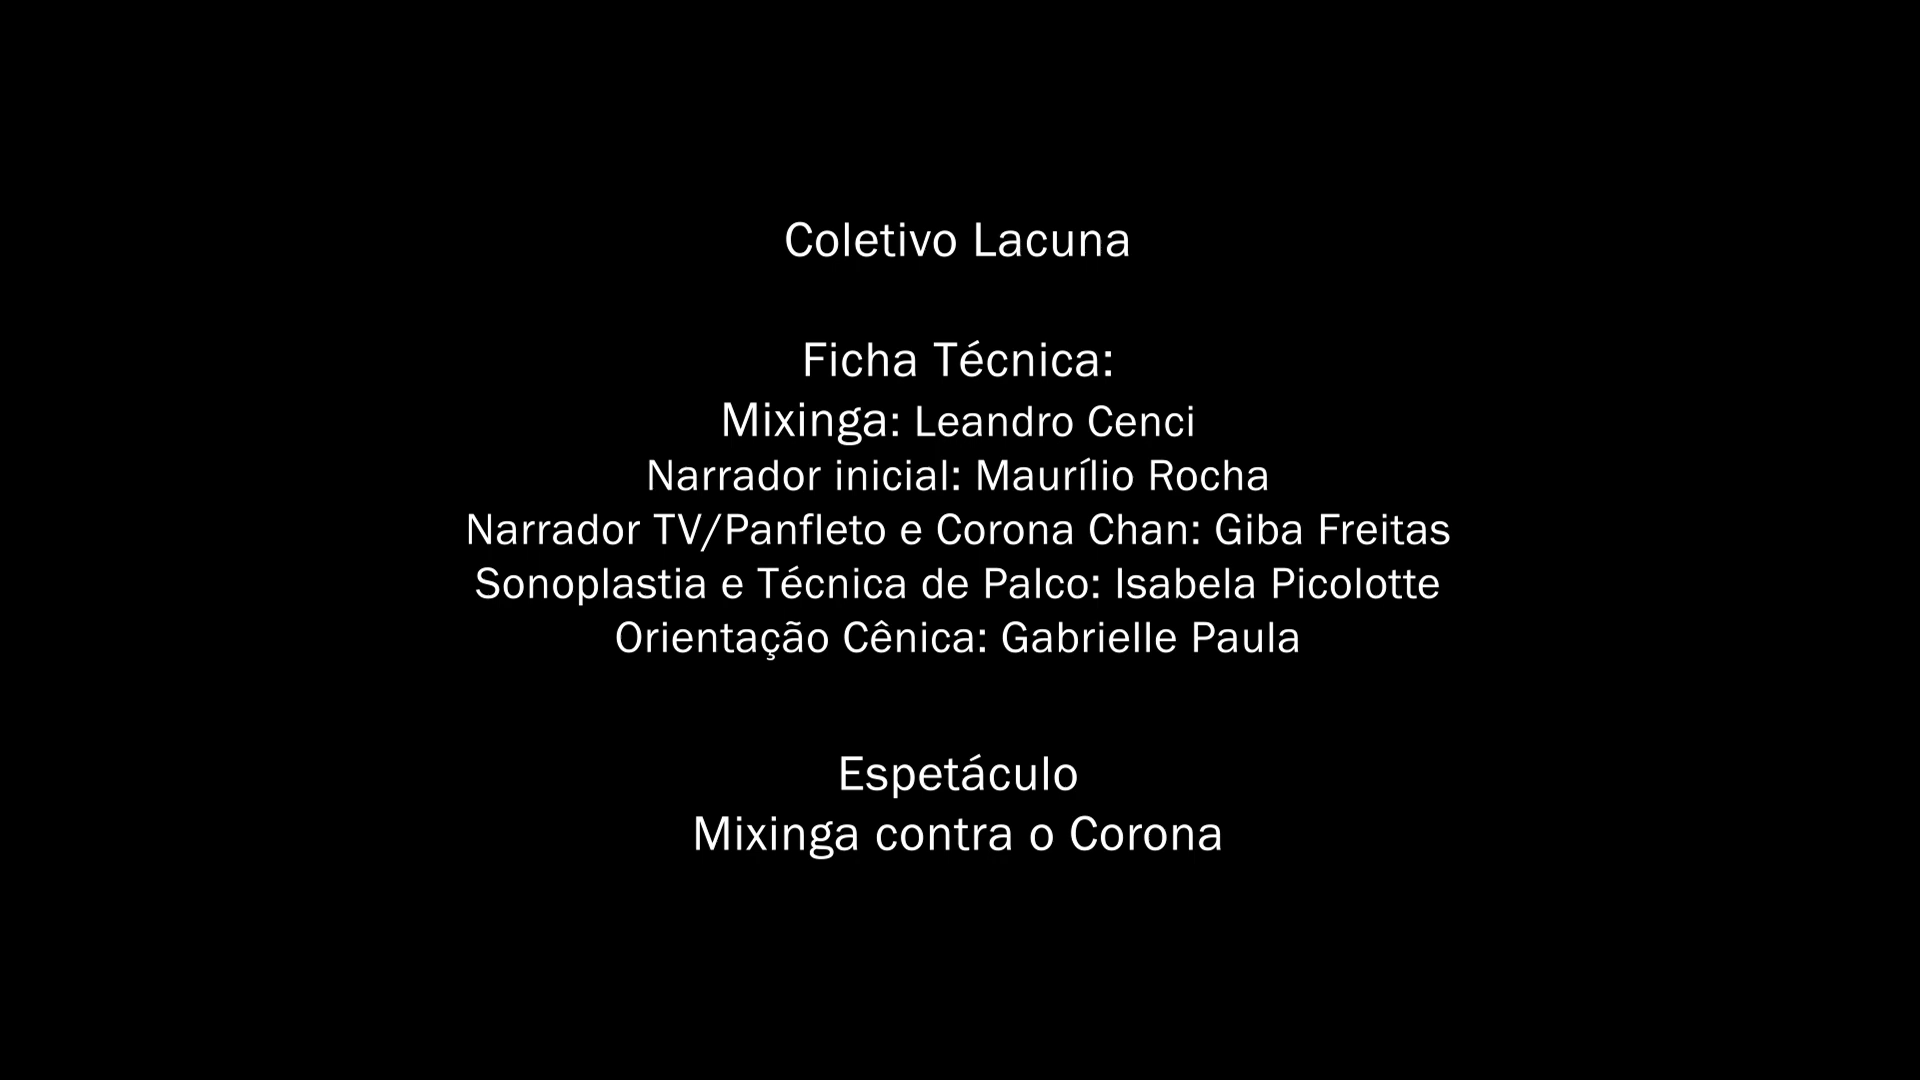 Coletivo Lacuna
Ficha Técnica:
Mixinga: Leandro Cenci
Narrador inicial: Maurílio Rocha
Narrador TV/Panfleto e Corona Chan: Giba Freitas
Sonoplastia e Técnica de Palco: Isabela Picolotte
Orientação Cênica: Gabrielle Paula
Espetáculo
Mixinga contra o Corona